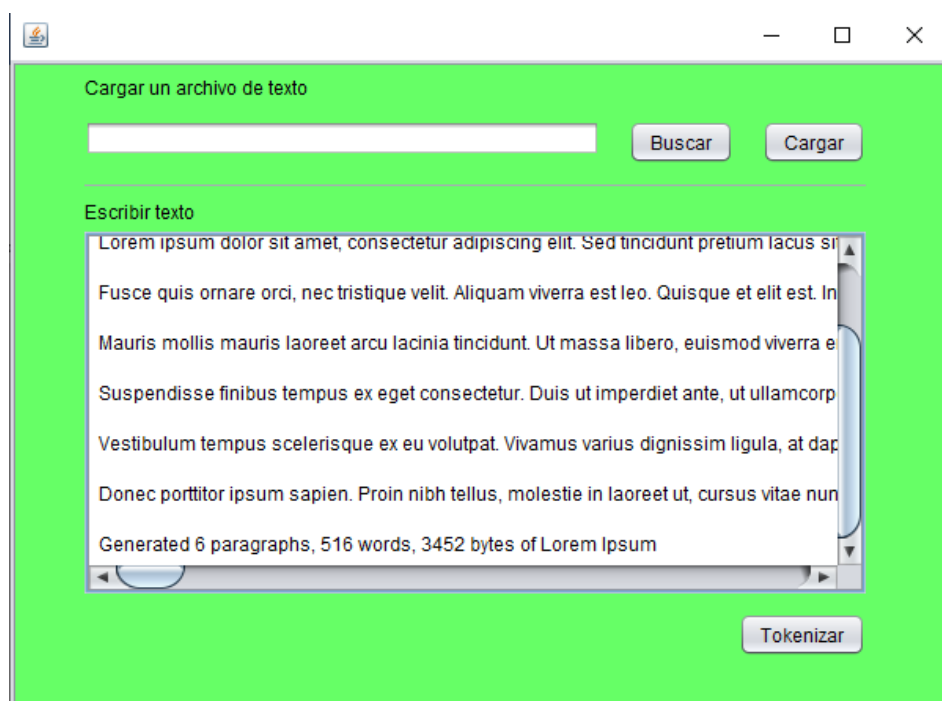 Cargar un archivo de texto
Buscar Cargar
Escribir texto
Lorem ipsum dolor sit amet, consectetur adipiscing elit. Sed tincidunt pretium lacus
Fusce quis ornare orci, nec tristique velit. Aliquam viverra est leo. Quisque et elit est. In
Mauris mollis mauris laoreet arcu lacinia tincidunt. Ut massa libero, euismod viverra
Suspendisse finibus tempus ex eget consectetur. Duis ut imperdiet ante, ut ullamcorp
Vestibulum tempus scelerisque ex eu volutpat. Vivamus varius dignissim ligula, at dap
Donec porttitor ipsum sapien. Proin nibh tellus, molestie in laoreet ut, cursus vitae nun
Generated 6 paragraphs, 516 words, 3452 bytes of Lorem Ipsum
Tokenizar